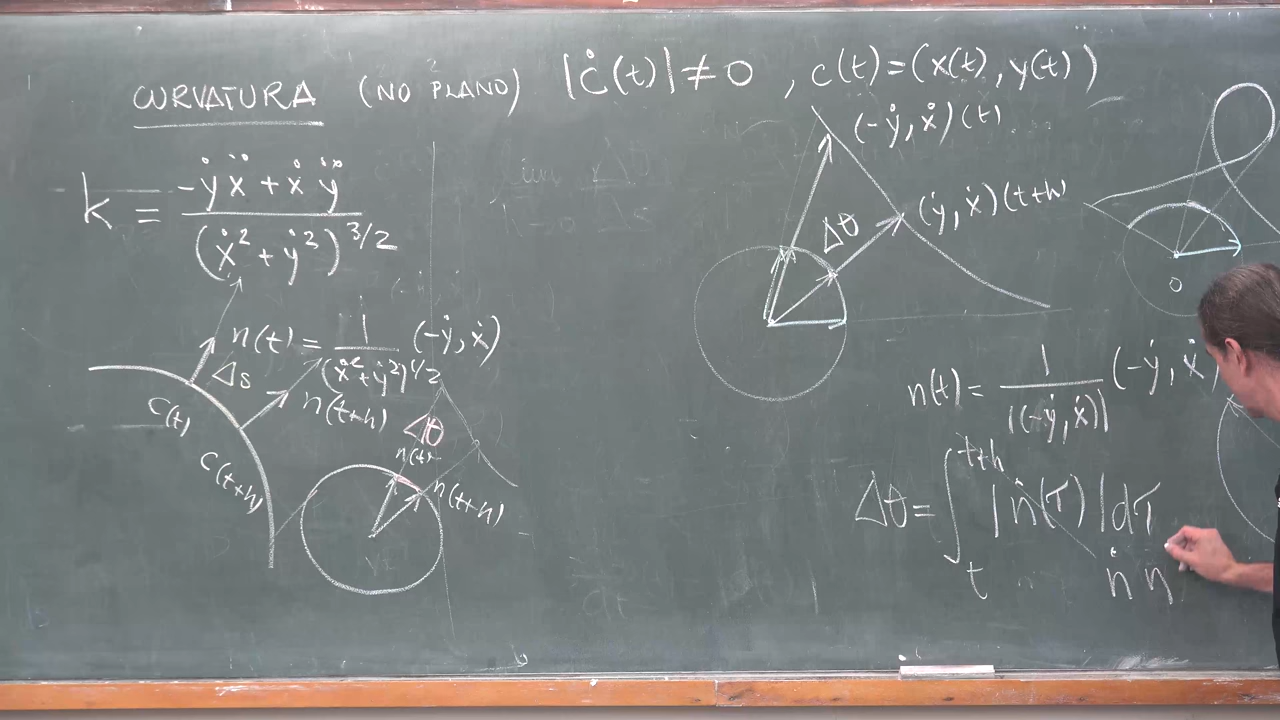 CURVATURA (NO PLANO) |ċ(t)| ≠ 0 , c(t) = (x(t), y(t))
k = (-ẏẍ + ẋÿ) / (ẋ² + ẏ²)^3/2
n(t) = 1 / (ẋ² + ẏ²)^1/2 (-ẏ, ẋ)
Δs
n(t+h)
c(t)
c(t+h)
Δθ
n(t)
n(t+h)
(-ẏ, ẋ)(t)
(ẏ, ẋ)(t+h)
Δθ
0
n(t) = 1 / |(-ẏ, ẋ)| (-ẏ, ẋ
Δθ = ∫_t^t+h |ṅ(τ)| dτ
ṅ n